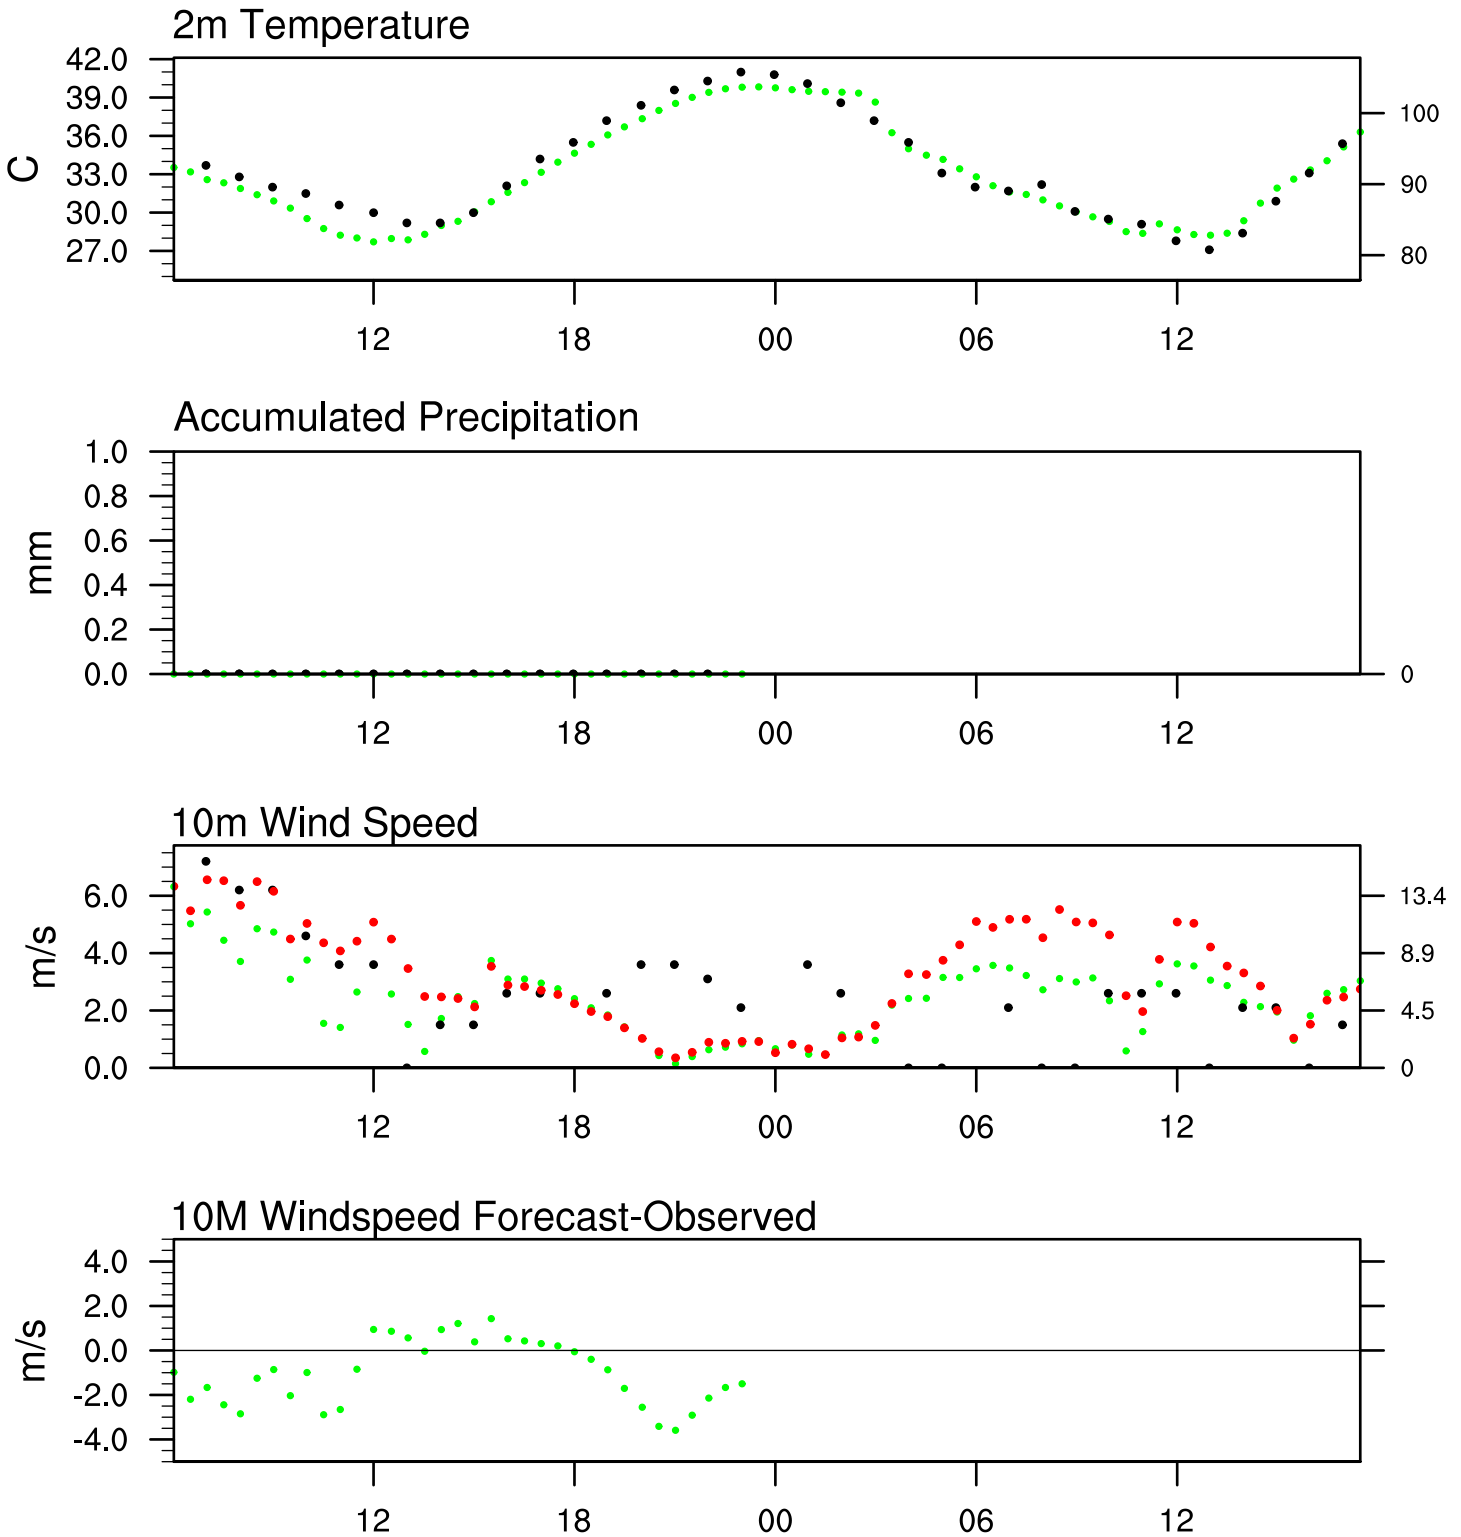 2m Temperature
42.0
39.0
36.0
33.0
30.0
27.0
C
100
90
80
12 18 00 06 12
Accumulated Precipitation
1.0
0.8
0.6
0.4
0.2
0.0
mm
0
12 18 00 06 12
10m Wind Speed
6.0
4.0
2.0
0.0
m/s
13.4
8.9
4.5
0
12 18 00 06 12
10M Windspeed Forecast-Observed
4.0
2.0
0.0
-2.0
-4.0
m/s
12 18 00 06 12